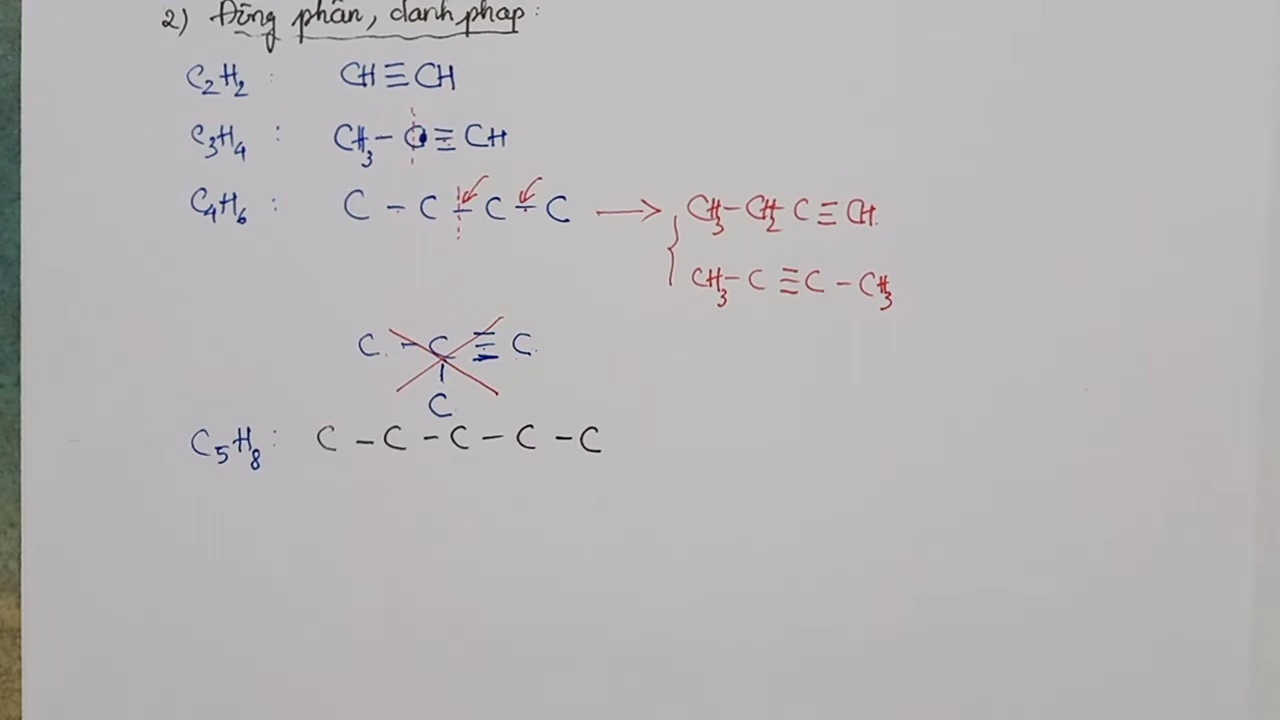 2) Đồng phân, danh pháp:
C₂H₂ : CH≡CH
C₃H₄ : CH₃-C≡CH
C₄H₆ : C-C-C-C → CH₃-CH₂ C≡CH
CH₃-C≡C-CH₃
C-C≡C
C
C₅H₈ : C-C-C-C-C